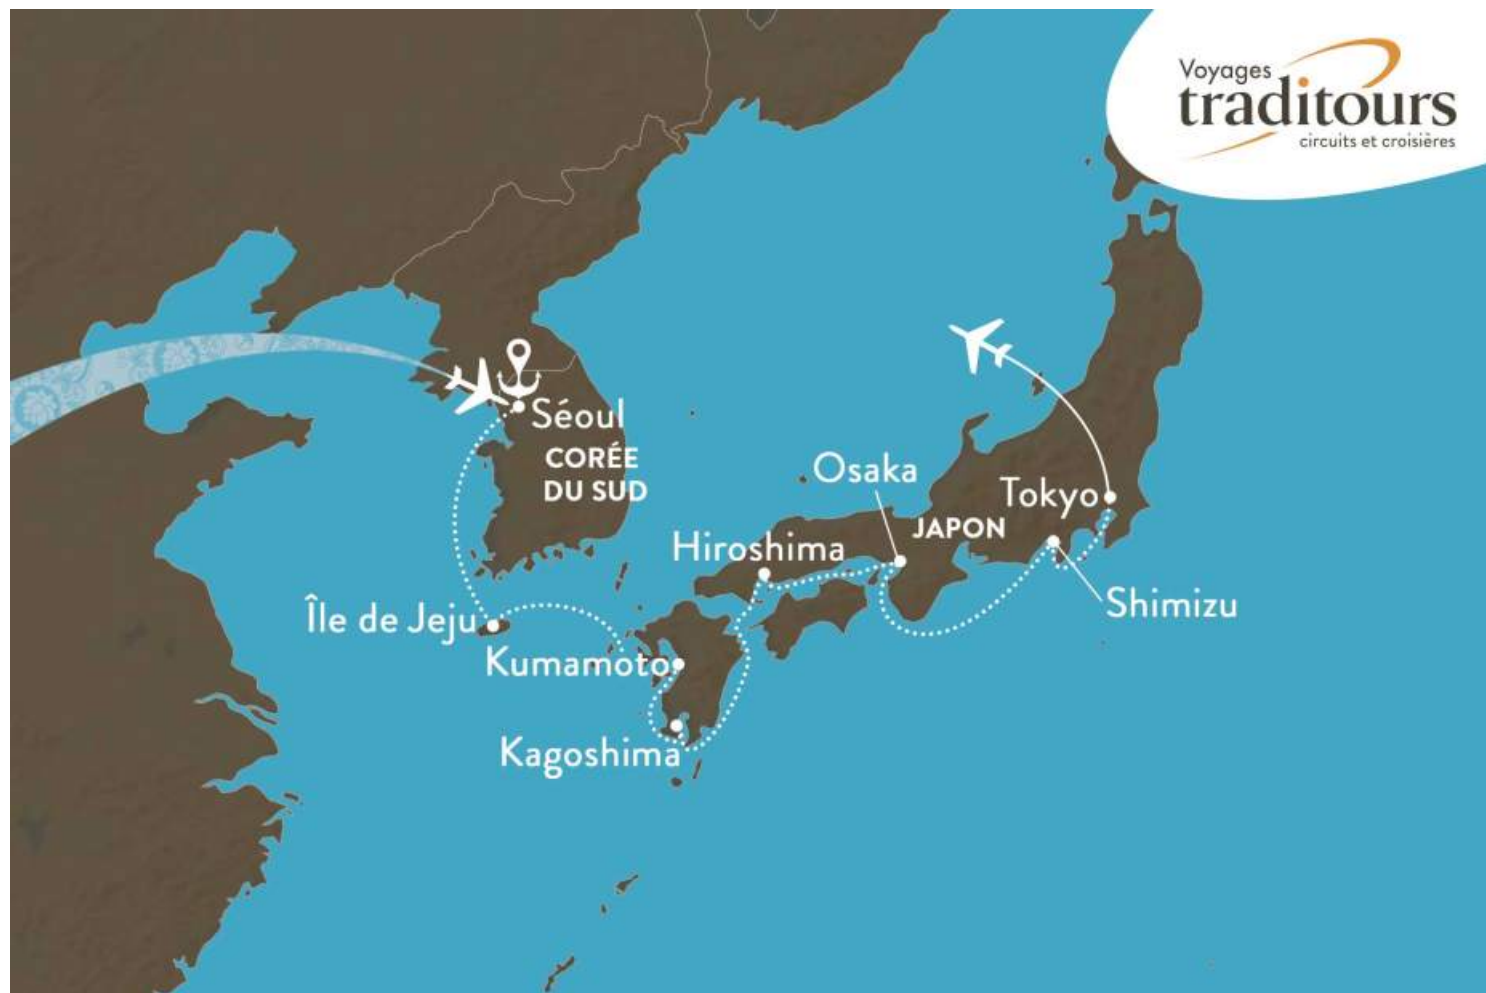 Voyages
traditours
circuits et croisières
Séoul
CORÉE
DU SUD
Osaka
Tokyo
JAPON
Hiroshima
Shimizu
Île de Jeju
Kumamoto
Kagoshima